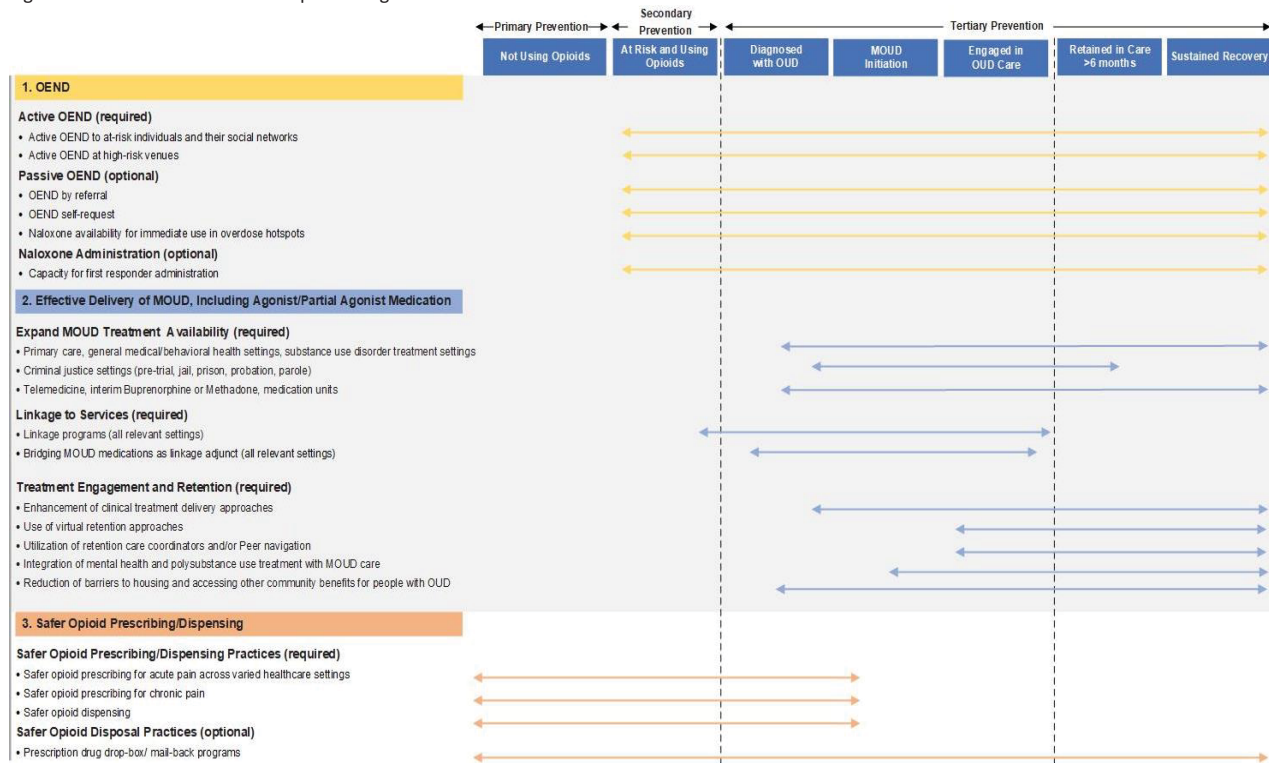 Secondary
Primary Prevention
Prevention
Tertiary Prevention
Not Using Opioids
At Risk and Using
Opioids
Diagnosed
with OUD
MOUD
Initiation
Engaged in
OUD Care
Retained in Care
>6 months
Sustained Recovery
1. OEND
Active OEND (required)
• Active OEND to at-risk individuals and their social networks
• Active OEND at high-risk venues
Passive OEND (optional)
• OEND by referral
• OEND self-request
• Naloxone availability for immediate use in overdose hotspots
Naloxone Administration (optional)
• Capacity for first responder administration
2. Effective Delivery of MOUD, Including Agonist/Partial Agonist Medication
Expand MOUD Treatment Availability (required)
• Primary care, general medical/behavioral health settings, substance use disorder treatment settings
• Criminal justice settings (pre-trial, jail, prison, probation, parole)
• Telemedicine, interim Buprenorphine or Methadone, medication units
Linkage to Services (required)
• Linkage programs (all relevant settings)
• Bridging MOUD medications as linkage adjunct (all relevant settings)
Treatment Engagement and Retention (required)
• Enhancement of clinical treatment delivery approaches
• Use of virtual retention approaches
• Utilization of retention care coordinators and/or Peer navigation
• Integration of mental health and polysubstance use treatment with MOUD care
• Reduction of barriers to housing and accessing other community benefits for people with OUD
3. Safer Opioid Prescribing/Dispensing
Safer Opioid Prescribing/Dispensing Practices (required)
• Safer opioid prescribing for acute pain across varied healthcare settings
• Safer opioid prescribing for chronic pain
• Safer opioid dispensing
Safer Opioid Disposal Practices (optional)
• Prescription drug drop-box/ mail-back programs